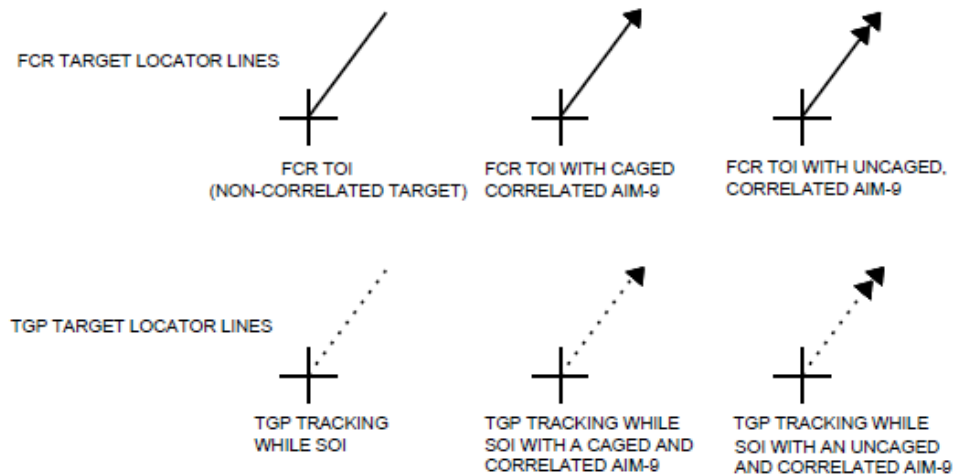 FCR TARGET LOCATOR LINES
FCR TOI
(NON-CORRELATED TARGET)
FCR TOI WITH CAGED
CORRELATED AIM-9
FCR TOI WITH UNCAGED,
CORRELATED AIM-9
TGP TARGET LOCATOR LINES
TGP TRACKING
WHILE SOI
TGP TRACKING WHILE
SOI WITH A CAGED AND
CORRELATED AIM-9
TGP TRACKING WHILE
SOI WITH AN UNCAGED
AND CORRELATED AIM-9